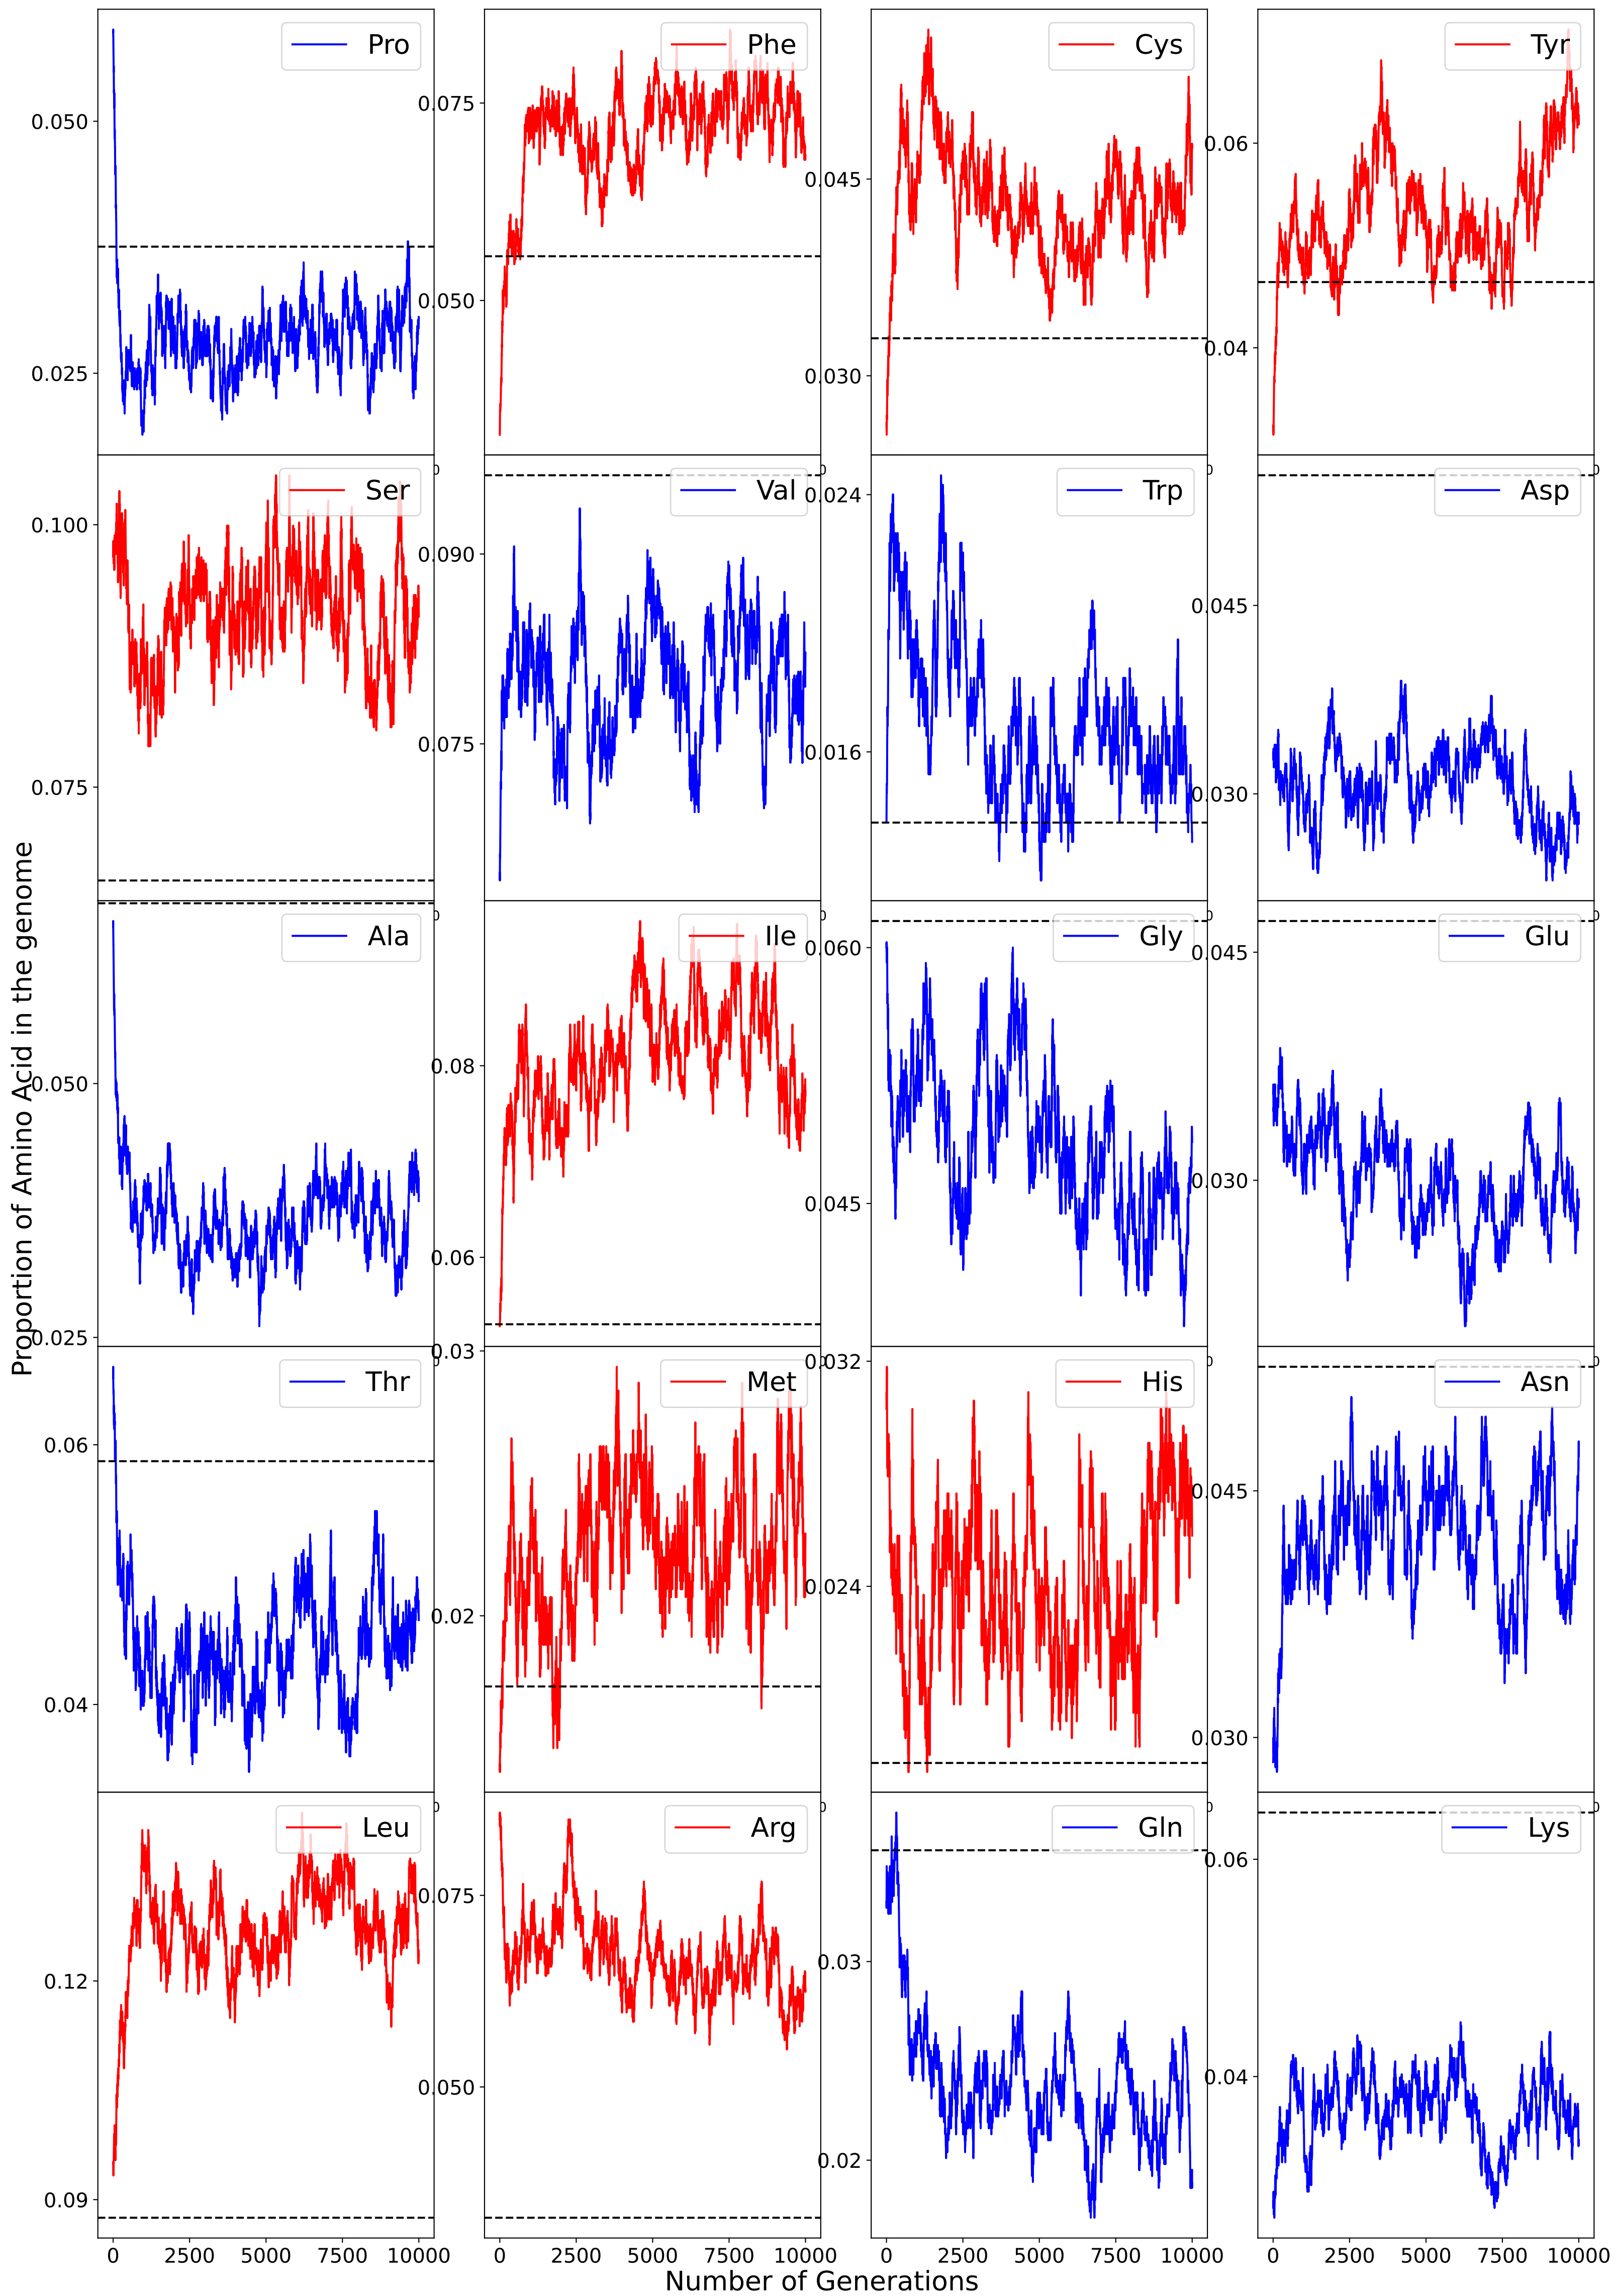 Pro
Phe
Cys
Tyr
0.050
0.025
0.075
0.050
0.045
0.030
0.06
0.04
Ser
Val
Trp
Asp
0.100
0.075
0.090
0.075
0.024
0.016
0.045
0.030
Ala
Ile
Gly
Glu
0.050
0.025
0.08
0.06
0.060
0.045
0.045
0.030
Thr
Met
His
Asn
0.06
0.04
0.03
0.02
0.032
0.024
0.045
0.030
Leu
Arg
Gln
Lys
0.12
0.09
0.075
0.050
0.03
0.02
0.06
0.04
0 2500 5000 7500 10000
0 2500 5000 7500 10000
0 2500 5000 7500 10000
0 2500 5000 7500 10000
Proportion of Amino Acid in the genome
Number of Generations